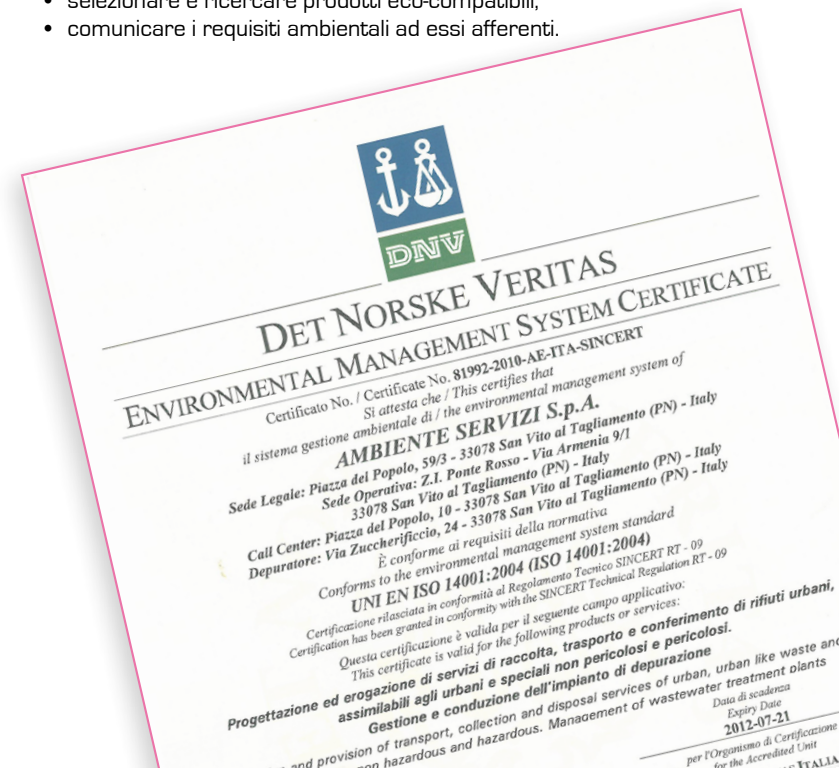 • selezionare e ricercare prodotti eco-compatibili;
• comunicare i requisiti ambientali ad essi afferenti.
DNV
DET NORSKE VERITAS
ENVIRONMENTAL MANAGEMENT SYSTEM CERTIFICATE
Certificato No. / Certificate No. 81992-2010-AE-ITA-SINCERT
Si attesta che / This certifies that
il sistema gestione ambientale di / the environmental management system of
AMBIENTE SERVIZI S.p.A.
Sede Legale: Piazza del Popolo, 59/3 - 33078 San Vito al Tagliamento (PN) - Italy
Sede Operativa: Z.I. Ponte Rosso - Via Armenia 9/1
33078 San Vito al Tagliamento (PN) - Italy
Call Center: Piazza del Popolo, 10 - 33078 San Vito al Tagliamento (PN) - Italy
Depuratore: Via Zuccherificio, 24 - 33078 San Vito al Tagliamento (PN) - Italy
È conforme ai requisiti della normativa
Conforms to the environmental management system standard
UNI EN ISO 14001:2004 (ISO 14001:2004)
Certificazione rilasciata in conformità al Regolamento Tecnico SINCERT RT - 09
Certification has been granted in conformity with the SINCERT Technical Regulation RT - 09
Questa certificazione è valida per il seguente campo applicativo:
This certificate is valid for the following products or services:
Progettazione ed erogazione di servizi di raccolta, trasporto e conferimento di rifiuti urbani,
assimilabili agli urbani e speciali non pericolosi e pericolosi.
Gestione e conduzione dell'impianto di depurazione
and provision of transport, collection and disposal services of urban, urban like waste and
non hazardous and hazardous. Management of wastewater treatment plants
Data di scadenza
Expiry Date
2012-07-21
per l'Organismo di Certificazione
for the Accredited Unit
ITALIA